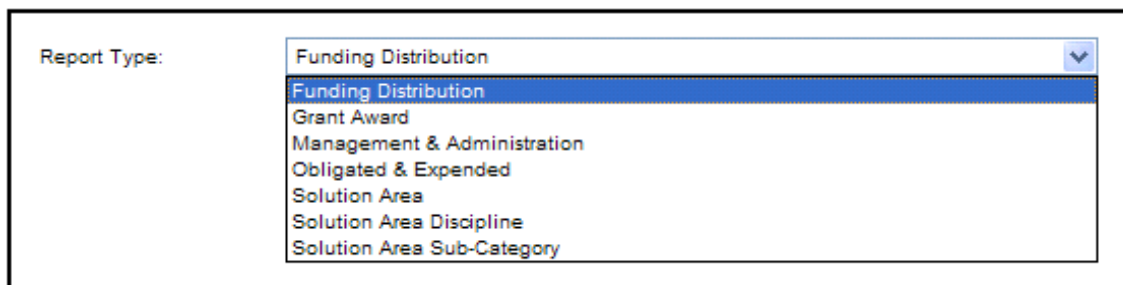 Report Type: Funding Distribution
Funding Distribution
Grant Award
Management & Administration
Obligated & Expended
Solution Area
Solution Area Discipline
Solution Area Sub-Category